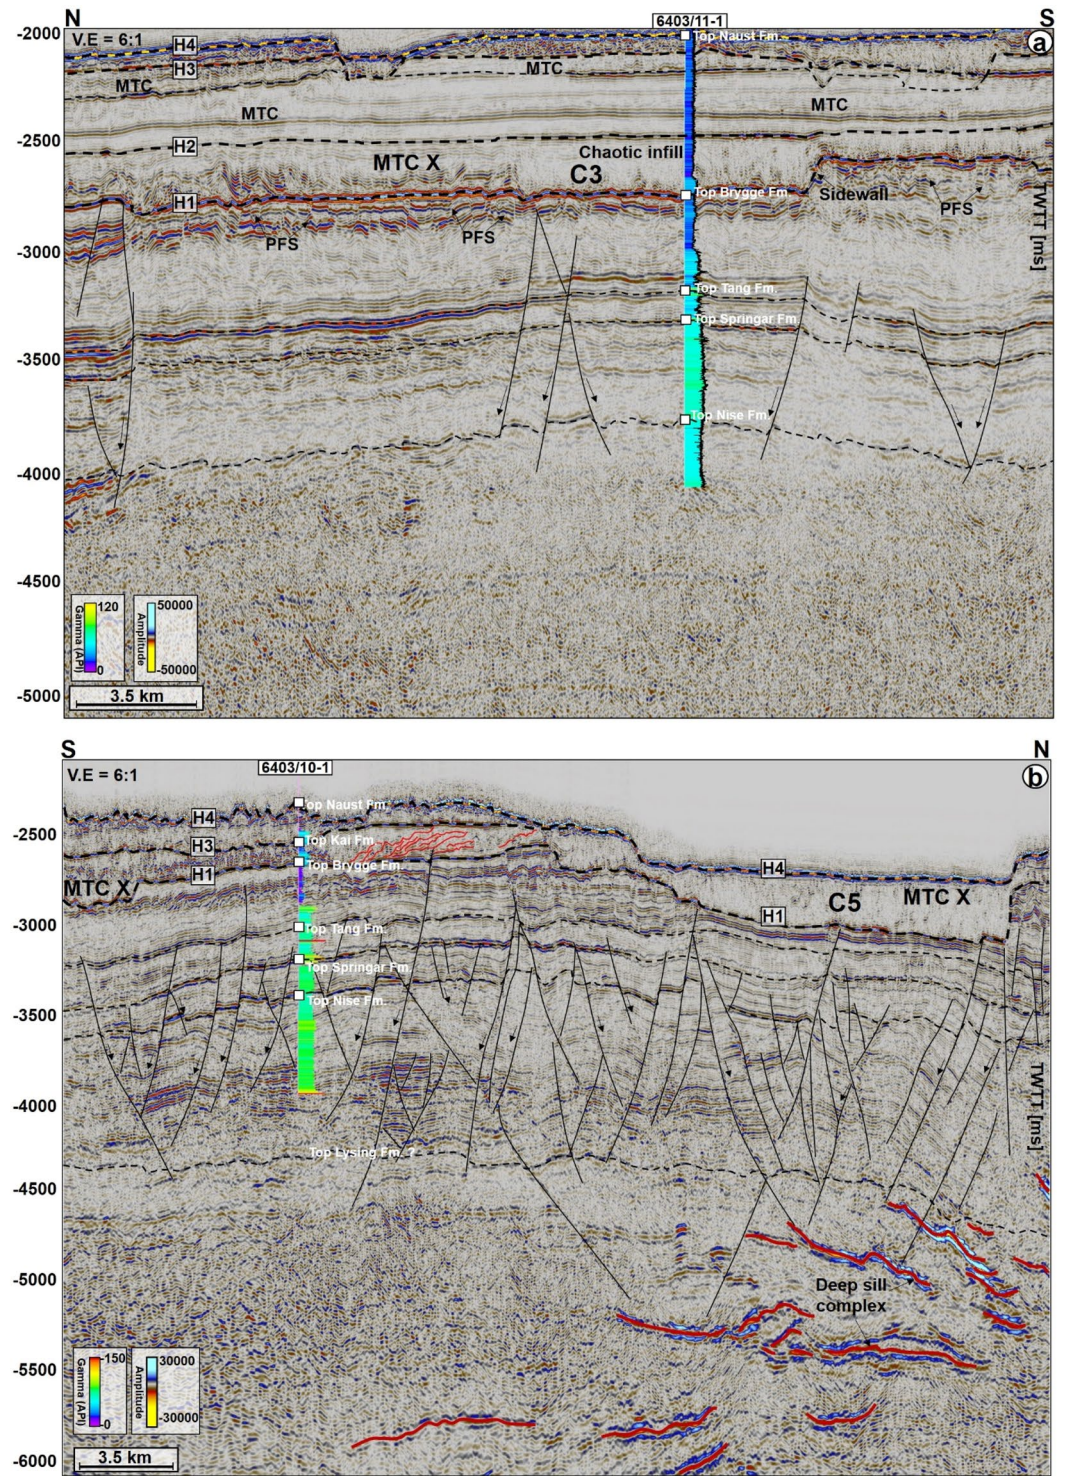 N
6403/11-1
S
V.E = 6:1
a
-2000
H4
Top Naust Fm.
H3
MTC
MTC
MTC
MTC
-2500
H2
MTC X
Chaotic infill
C3
Top Brygge Fm.
Sidewall
H1
PFS
PFS
PFS
TWTT [ms]
-3000
Top Tang Fm.
Top Springar Fm
-3500
Top Nise Fm.
-4000
-4500
120
0
Gamma (API)
50000
-50000
Amplitude
-5000
3.5 km
S
N
V.E = 6:1
6403/10-1
b
Top Naust Fm
H4
-2500
Top Kai Fm
H3
Top Brygge Fm.
H1
MTC X
H4
C5
MTC X
H1
-3000
Top Tang Fm.
Top Springar Fm.
Top Nise Fm.
-3500
-4000
TWTT [ms]
Top Lysing Fm. ?
-4500
-5000
Deep sill
complex
-5500
150
0
Gamma (API)
30000
-30000
Amplitude
3.5 km
-6000